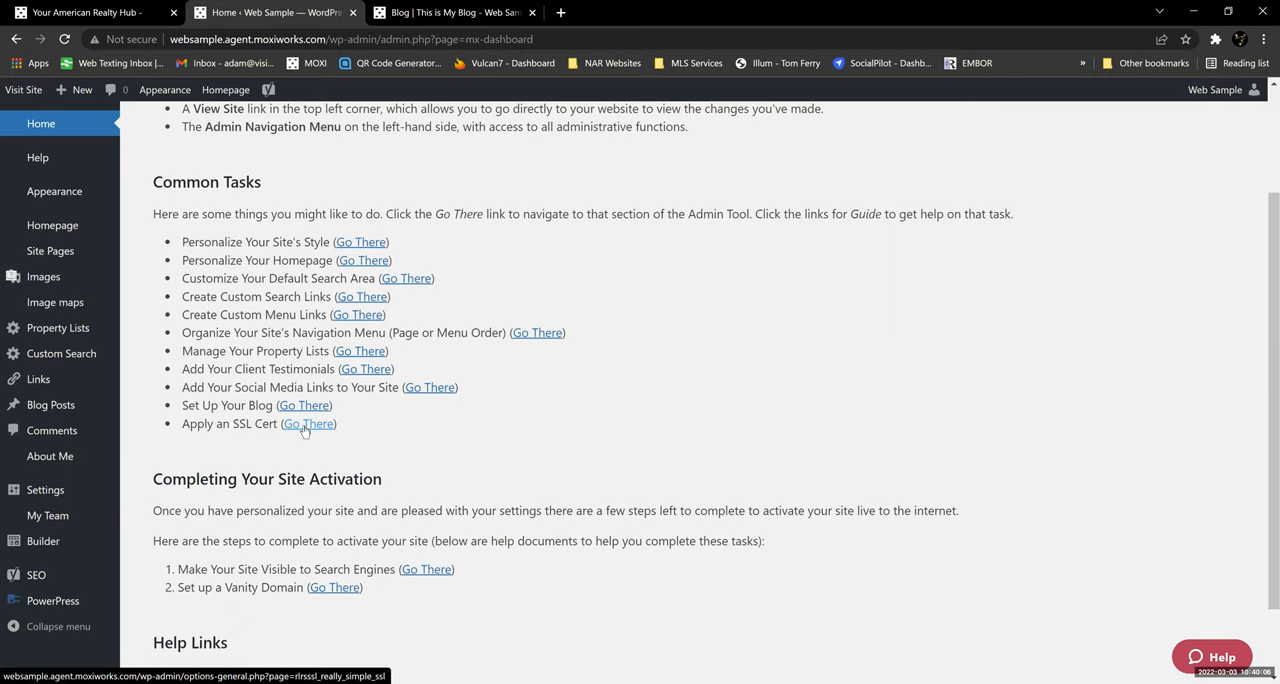 Your American Realty Hub -
Home ‹ Web Sample — WordPre
Blog | This is My Blog - Web Sam
Not secure | websample.agent.moxiworks.com/wp-admin/admin.php?page=mx-dashboard
Apps
Web Texting Inbox |...
Inbox - adam@visi...
MOXI
QR Code Generator...
Vulcan7 - Dashboard
NAR Websites
MLS Services
Illum - Tom Ferry
SocialPilot - Dashb...
EMBOR
»
Other bookmarks
Reading list
Visit Site
+ New
0
Appearance
Homepage
Web Sample
Home
Help
Appearance
Homepage
Site Pages
Images
Image maps
Property Lists
Custom Search
Links
Blog Posts
Comments
About Me
Settings
My Team
Builder
SEO
PowerPress
Collapse menu
• A View Site link in the top left corner, which allows you to go directly to your website to view the changes you've made.
• The Admin Navigation Menu on the left-hand side, with access to all administrative functions.
Common Tasks
Here are some things you might like to do. Click the Go There link to navigate to that section of the Admin Tool. Click the links for Guide to get help on that task.
• Personalize Your Site's Style (Go There)
• Personalize Your Homepage (Go There)
• Customize Your Default Search Area (Go There)
• Create Custom Search Links (Go There)
• Create Custom Menu Links (Go There)
• Organize Your Site's Navigation Menu (Page or Menu Order) (Go There)
• Manage Your Property Lists (Go There)
• Add Your Client Testimonials (Go There)
• Add Your Social Media Links to Your Site (Go There)
• Set Up Your Blog (Go There)
• Apply an SSL Cert (Go There)
Completing Your Site Activation
Once you have personalized your site and are pleased with your settings there are a few steps left to complete to activate your site live to the internet.
Here are the steps to complete to activate your site (below are help documents to help you complete these tasks):
1. Make Your Site Visible to Search Engines (Go There)
2. Set up a Vanity Domain (Go There)
Help Links
Help
websample.agent.moxiworks.com/wp-admin/options-general.php?page=rlrsssl_really_simple_ssl
2022-03-03 10:40:06